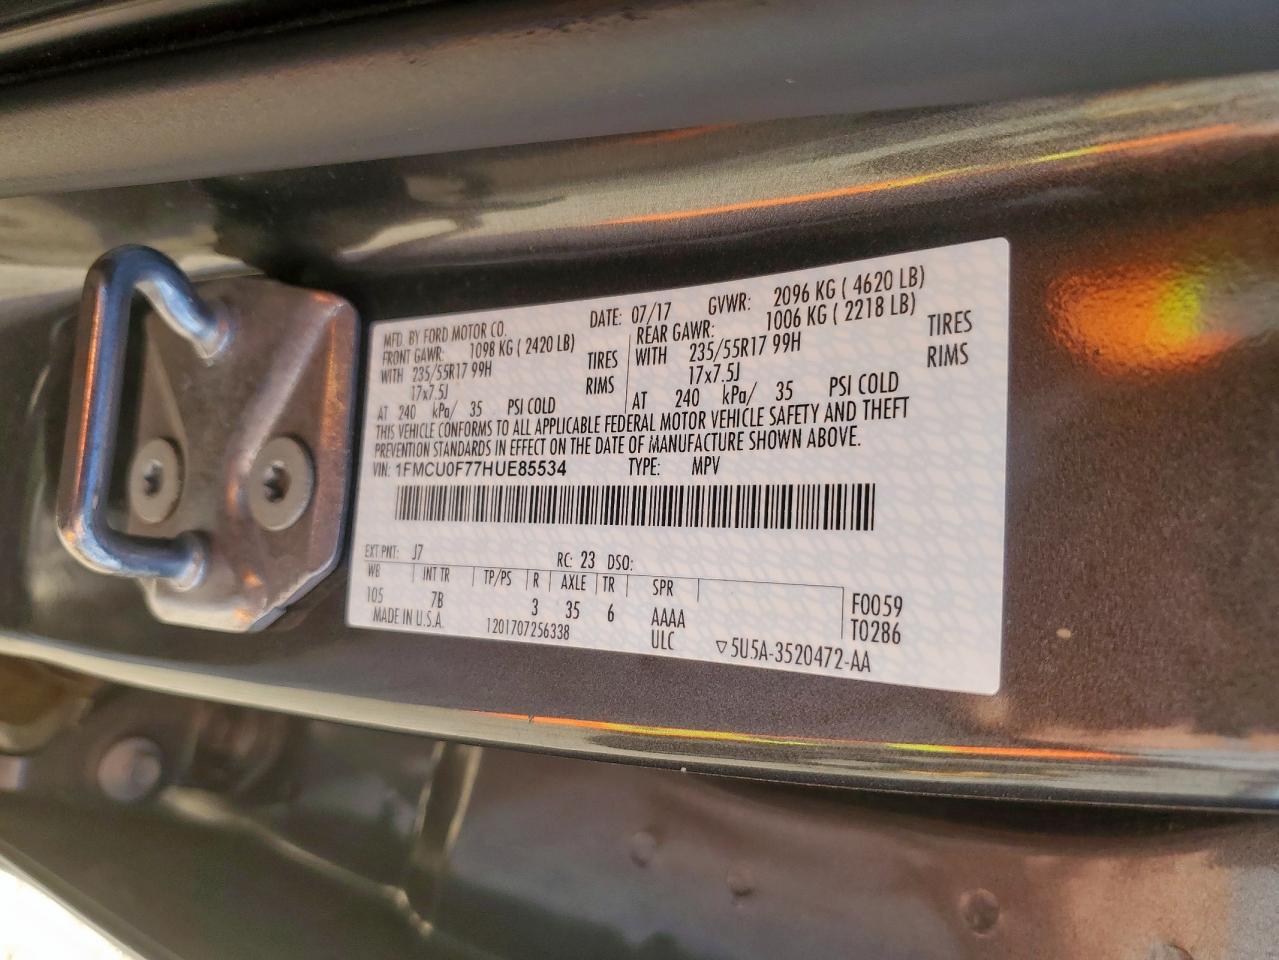 MFD. BY FORD MOTOR CO. DATE: 07/17 GVWR: 2096 KG ( 4620 LB)
FRONT GAWR: 1098 KG ( 2420 LB) REAR GAWR: 1006 KG ( 2218 LB)
WITH 235/55R17 99H TIRES WITH 235/55R17 99H TIRES
17x7.5J RIMS 17x7.5J RIMS
AT 240 kPa/ 35 PSI COLD AT 240 kPa/ 35 PSI COLD
THIS VEHICLE CONFORMS TO ALL APPLICABLE FEDERAL MOTOR VEHICLE SAFETY AND THEFT
PREVENTION STANDARDS IN EFFECT ON THE DATE OF MANUFACTURE SHOWN ABOVE.
VIN: 1FMCU0F77HUE85534 TYPE: MPV
EXT PNT: J7 RC: 23 DSO:
WB INT TR TP/PS R AXLE TR SPR
105 7B 3 35 6 AAAA F0059
MADE IN U.S.A. 1201707256338 ULC T0286
▽5U5A-3520472-AA